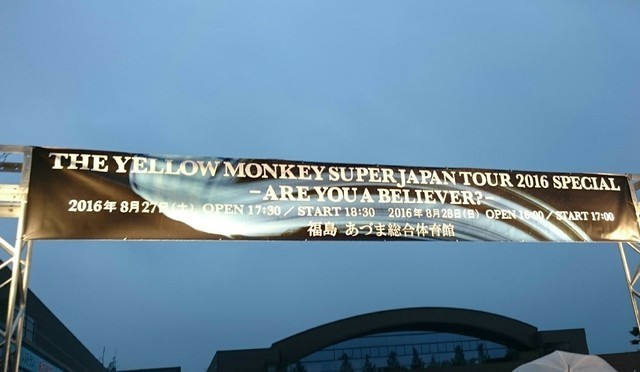 THE YELLOW MONKEY SUPER JAPAN TOUR 2016 SPECIAL
-ARE YOU A BELIEVER?-
2016年 8月27日(土) OPEN 17:30 / START 18:30 2016年 8月28日(日) OPEN 16:00 / START 17:00
福島 あづま総合体育館